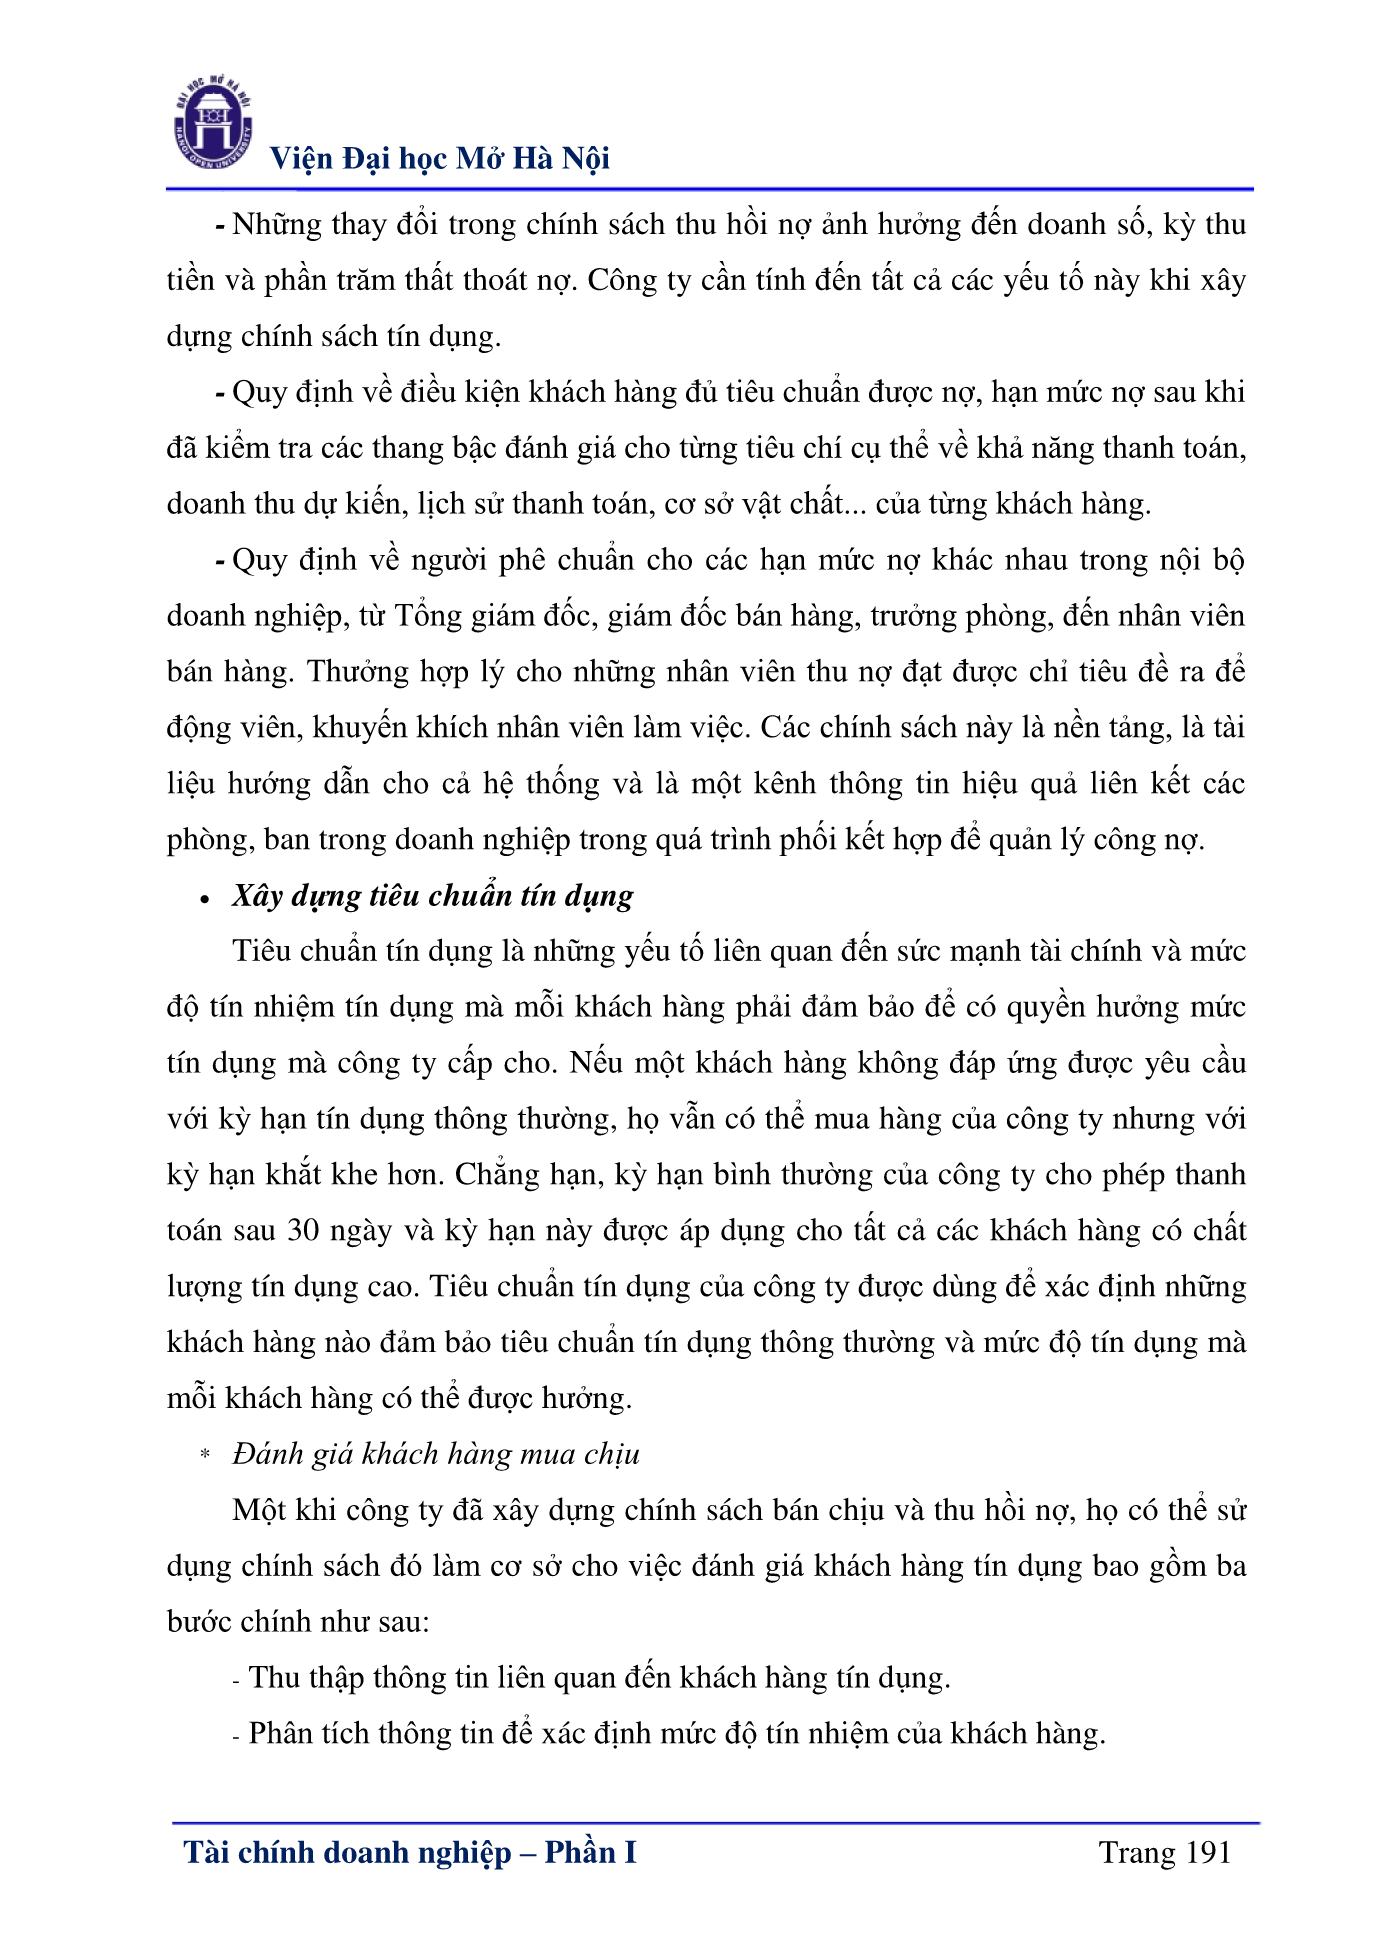 ĐẠI HỌC MỞ HÀ NỘI
HANOI OPEN UNIVERSITY
Viện Đại học Mở Hà Nội
- Những thay đổi trong chính sách thu hồi nợ ảnh hưởng đến doanh số, kỳ thu
tiền và phần trăm thất thoát nợ. Công ty cần tính đến tất cả các yếu tố này khi xây
dựng chính sách tín dụng.
- Quy định về điều kiện khách hàng đủ tiêu chuẩn được nợ, hạn mức nợ sau khi
đã kiểm tra các thang bậc đánh giá cho từng tiêu chí cụ thể về khả năng thanh toán,
doanh thu dự kiến, lịch sử thanh toán, cơ sở vật chất... của từng khách hàng.
- Quy định về người phê chuẩn cho các hạn mức nợ khác nhau trong nội bộ
doanh nghiệp, từ Tổng giám đốc, giám đốc bán hàng, trưởng phòng, đến nhân viên
bán hàng. Thưởng hợp lý cho những nhân viên thu nợ đạt được chỉ tiêu đề ra để
động viên, khuyến khích nhân viên làm việc. Các chính sách này là nền tảng, là tài
liệu hướng dẫn cho cả hệ thống và là một kênh thông tin hiệu quả liên kết các
phòng, ban trong doanh nghiệp trong quá trình phối kết hợp để quản lý công nợ.
• Xây dựng tiêu chuẩn tín dụng
Tiêu chuẩn tín dụng là những yếu tố liên quan đến sức mạnh tài chính và mức
độ tín nhiệm tín dụng mà mỗi khách hàng phải đảm bảo để có quyền hưởng mức
tín dụng mà công ty cấp cho. Nếu một khách hàng không đáp ứng được yêu cầu
với kỳ hạn tín dụng thông thường, họ vẫn có thể mua hàng của công ty nhưng với
kỳ hạn khắt khe hơn. Chẳng hạn, kỳ hạn bình thường của công ty cho phép thanh
toán sau 30 ngày và kỳ hạn này được áp dụng cho tất cả các khách hàng có chất
lượng tín dụng cao. Tiêu chuẩn tín dụng của công ty được dùng để xác định những
khách hàng nào đảm bảo tiêu chuẩn tín dụng thông thường và mức độ tín dụng mà
mỗi khách hàng có thể được hưởng.
* Đánh giá khách hàng mua chịu
Một khi công ty đã xây dựng chính sách bán chịu và thu hồi nợ, họ có thể sử
dụng chính sách đó làm cơ sở cho việc đánh giá khách hàng tín dụng bao gồm ba
bước chính như sau:
- Thu thập thông tin liên quan đến khách hàng tín dụng.
- Phân tích thông tin để xác định mức độ tín nhiệm của khách hàng.
Tài chính doanh nghiệp – Phần I
Trang 191